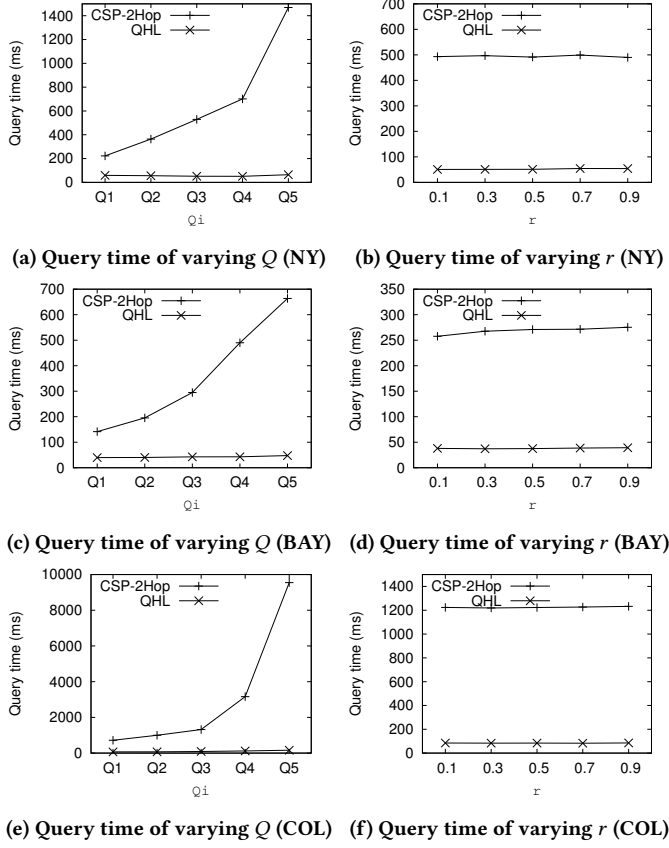 1400
1200
1000
800
600
400
200
0
Query time (ms)
CSP-2Hop
QHL
Q1 Q2 Q3 Q4 Q5
Qi
(a) Query time of varying Q (NY)
700
600
500
400
300
200
100
0
Query time (ms)
CSP-2Hop
QHL
0.1 0.3 0.5 0.7 0.9
r
(b) Query time of varying r (NY)
700
600
500
400
300
200
100
0
Query time (ms)
CSP-2Hop
QHL
Q1 Q2 Q3 Q4 Q5
Qi
(c) Query time of varying Q (BAY)
350
300
250
200
150
100
50
0
Query time (ms)
CSP-2Hop
QHL
0.1 0.3 0.5 0.7 0.9
r
(d) Query time of varying r (BAY)
10000
8000
6000
4000
2000
0
Query time (ms)
CSP-2Hop
QHL
Q1 Q2 Q3 Q4 Q5
Qi
(e) Query time of varying Q (COL)
1400
1200
1000
800
600
400
200
0
Query time (ms)
CSP-2Hop
QHL
0.1 0.3 0.5 0.7 0.9
r
(f) Query time of varying r (COL)